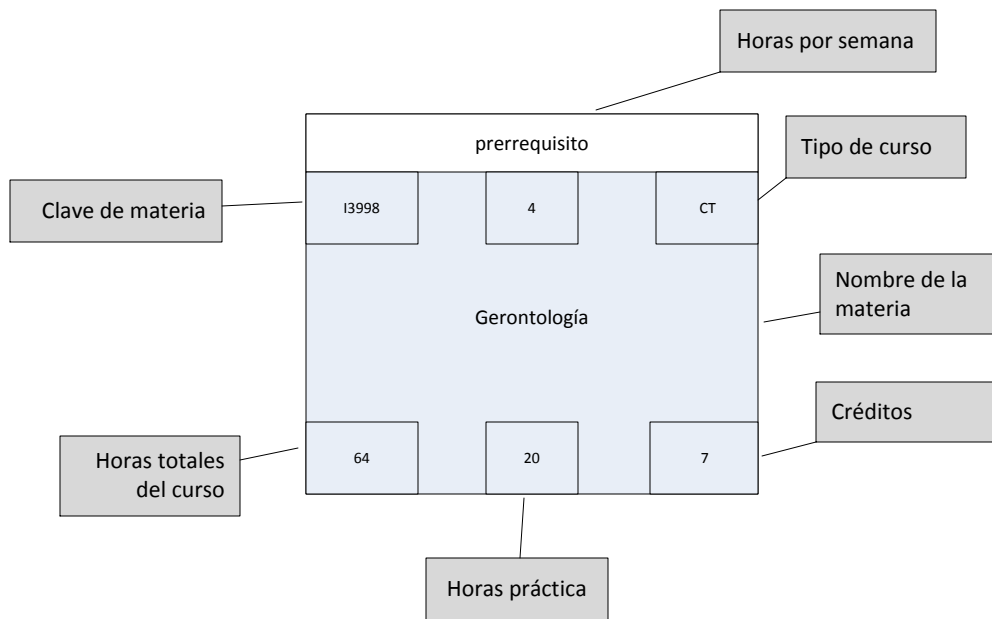 Horas por semana
prerrequisito
Tipo de curso
Clave de materia
I3998
4
CT
Nombre de la
materia
Gerontología
Créditos
Horas totales
del curso
64
20
7
Horas práctica